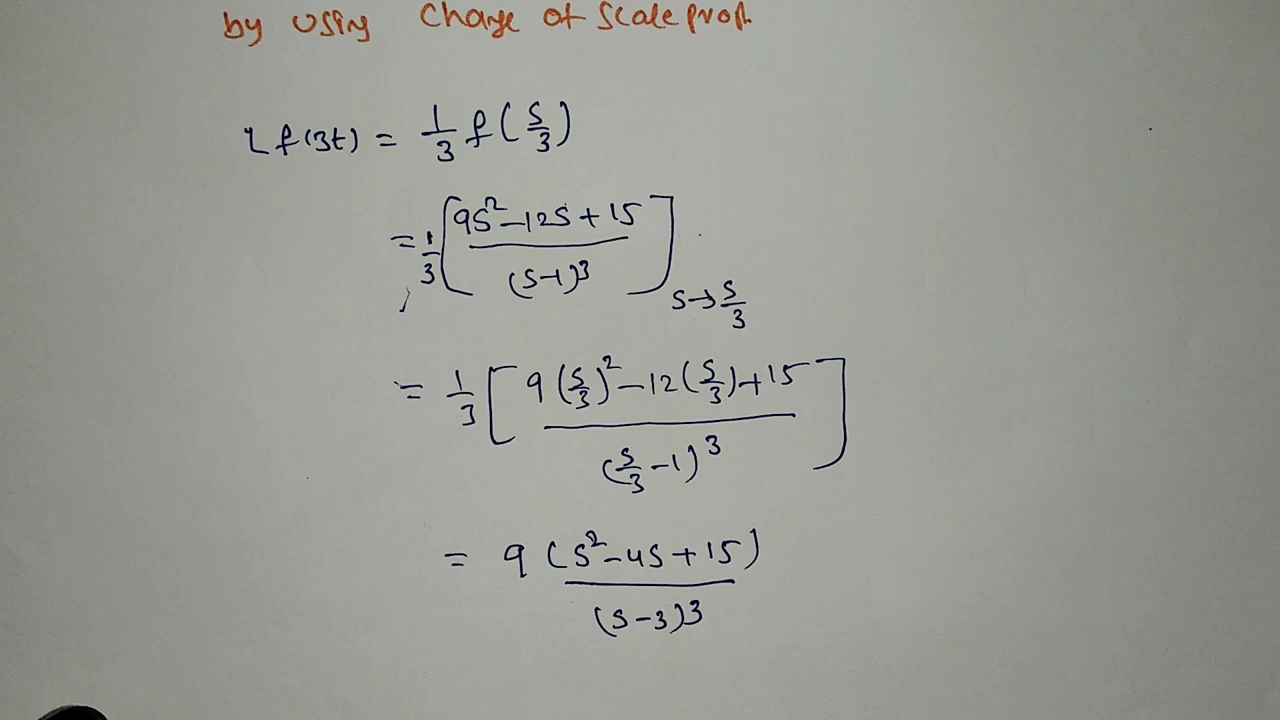 by using Change of Scale prop.
L f(3t) = 1/3 f(s/3)
= 1/3 [ 9s² - 12s + 15 / (s-1)³ ] s→s/3
= 1/3 [ 9(s/3)² - 12(s/3) + 15 / (s/3 - 1)³ ]
= 9 (s² - 4s + 15) / (s-3)³